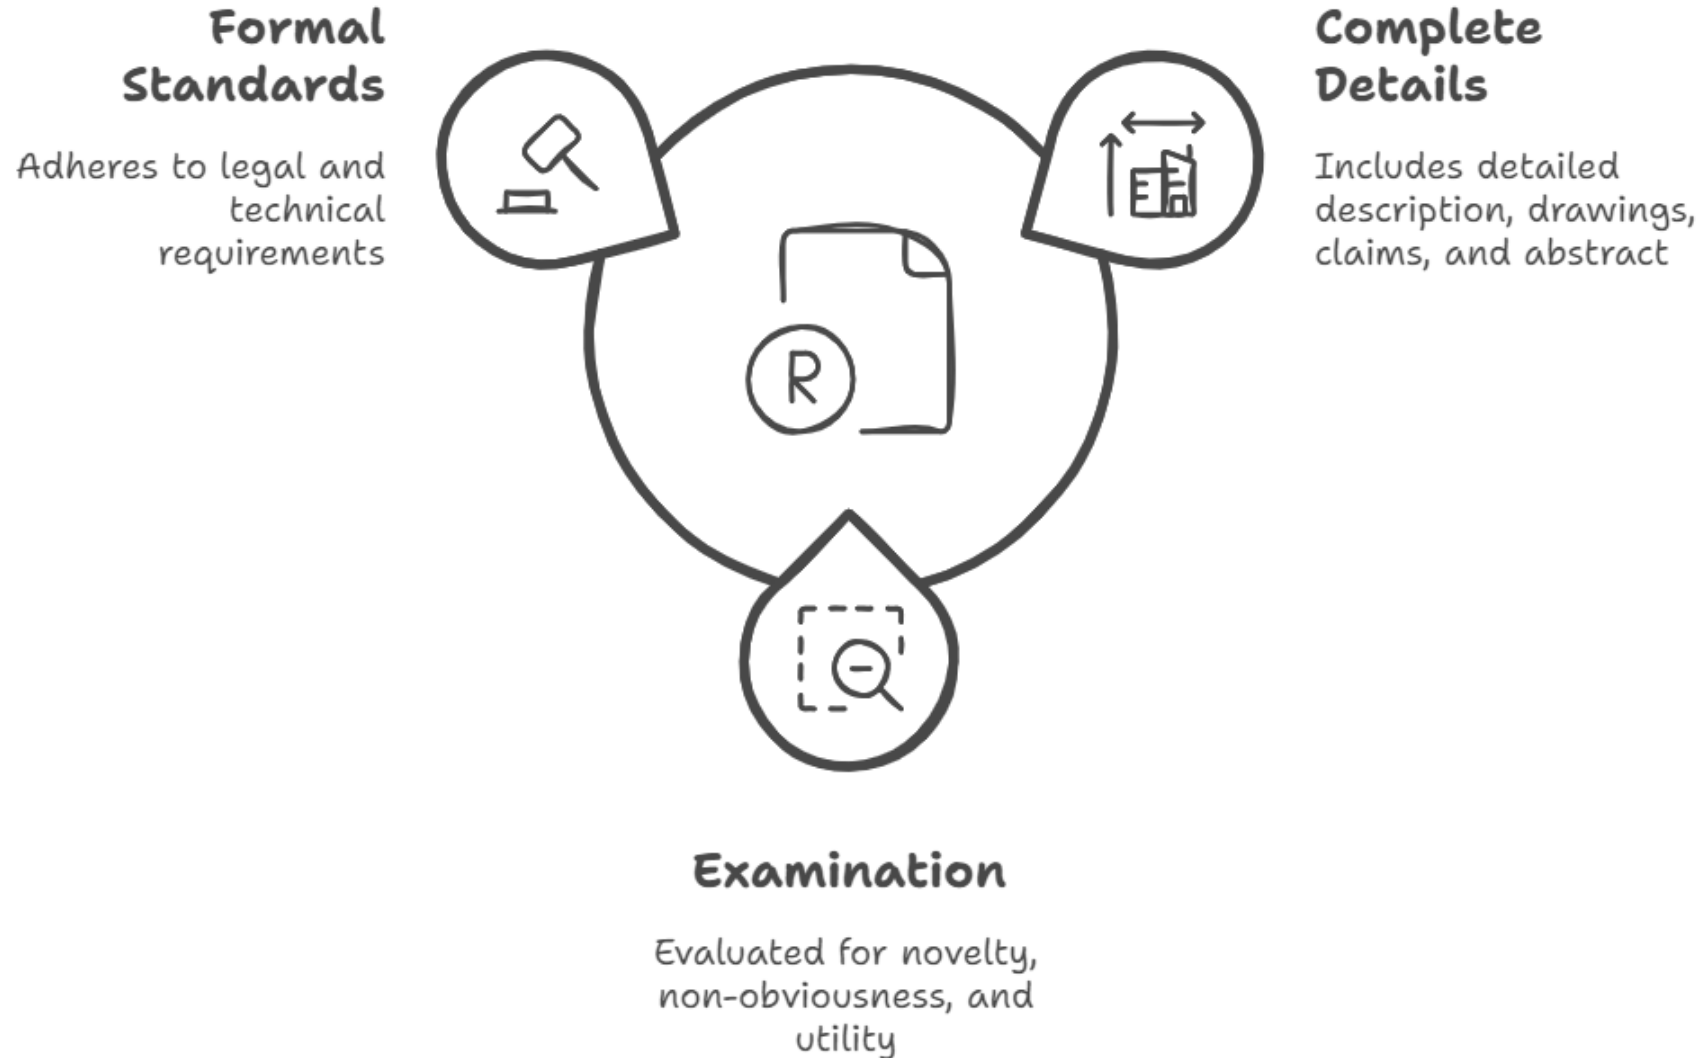 Formal
Standards
Adheres to legal and
technical
requirements
Complete
Details
Includes detailed
description, drawings,
claims, and abstract
R
Examination
Evaluated for novelty,
non-obviousness, and
utility